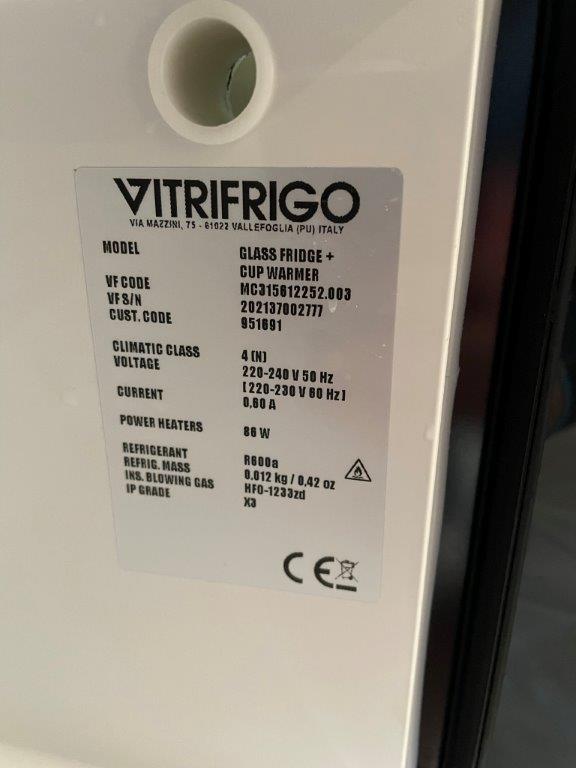 VITRIFRIGO
VIA MAZZINI, 75 - 61022 VALLEFOGLIA (PU) ITALY
MODEL GLASS FRIDGE +
CUP WARMER
VF CODE MC315612252.003
VF S/N 202137002777
CUST. CODE 951691
CLIMATIC CLASS 4 (N)
VOLTAGE 220-240 V 50 Hz
[ 220-230 V 60 Hz ]
CURRENT 0,60 A
POWER HEATERS 86 W
REFRIGERANT R600a
REFRIG. MASS 0.012 kg / 0,42 oz
INS. BLOWING GAS HFO-1233zd
IP GRADE X3
CE